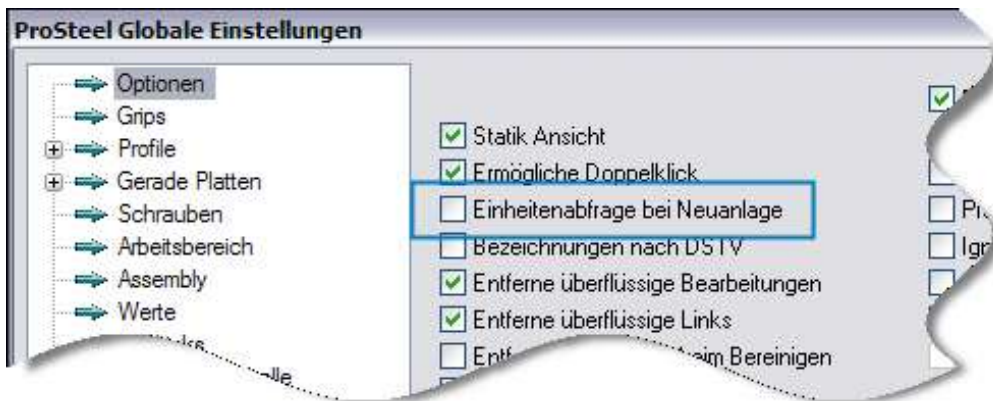 ProSteel Globale Einstellungen
Optionen
Grips
Profile
Gerade Platten
Schrauben
Arbeitsbereich
Assembly
Werte
Statik Ansicht
Ermögliche Doppelklick
Einheitenabfrage bei Neuanlage
Bezeichnungen nach DSTV
Entferne überflüssige Bearbeitungen
Entferne überflüssige Links
Bereinigen